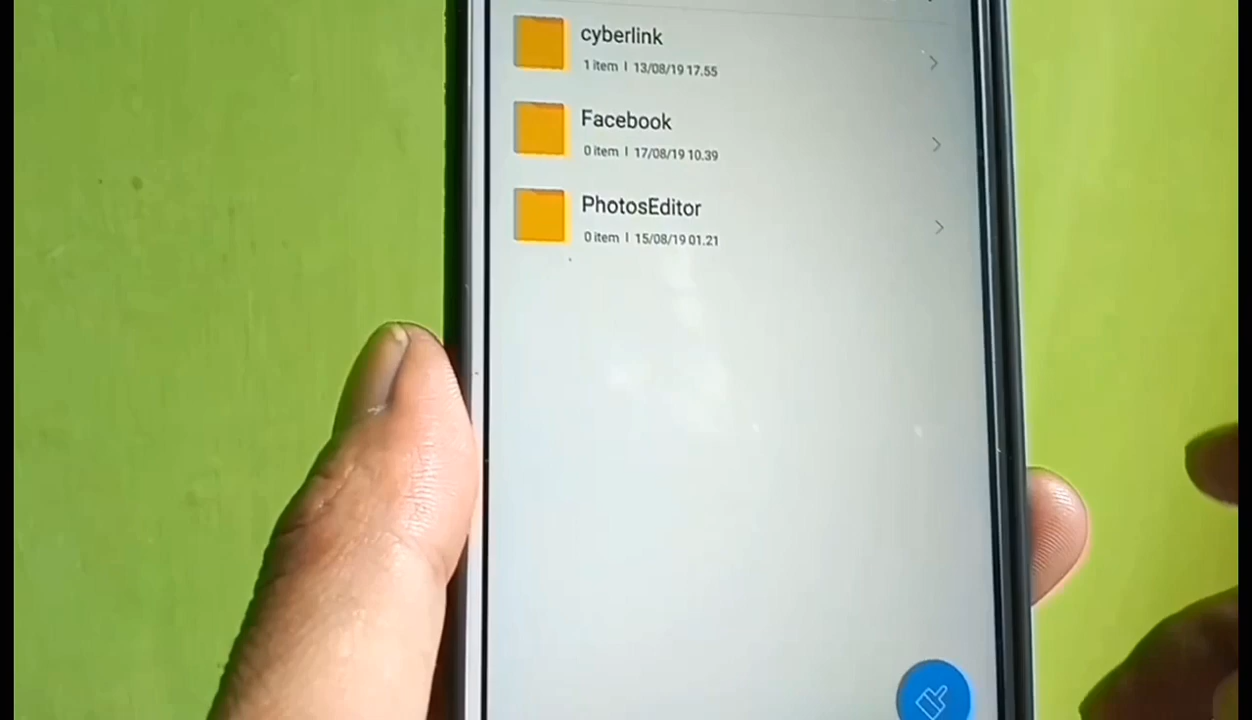 cyberlink
1 item | 13/08/19 17.55
Facebook
0 item | 17/08/19 10.39
PhotosEditor
0 item | 15/08/19 01.21